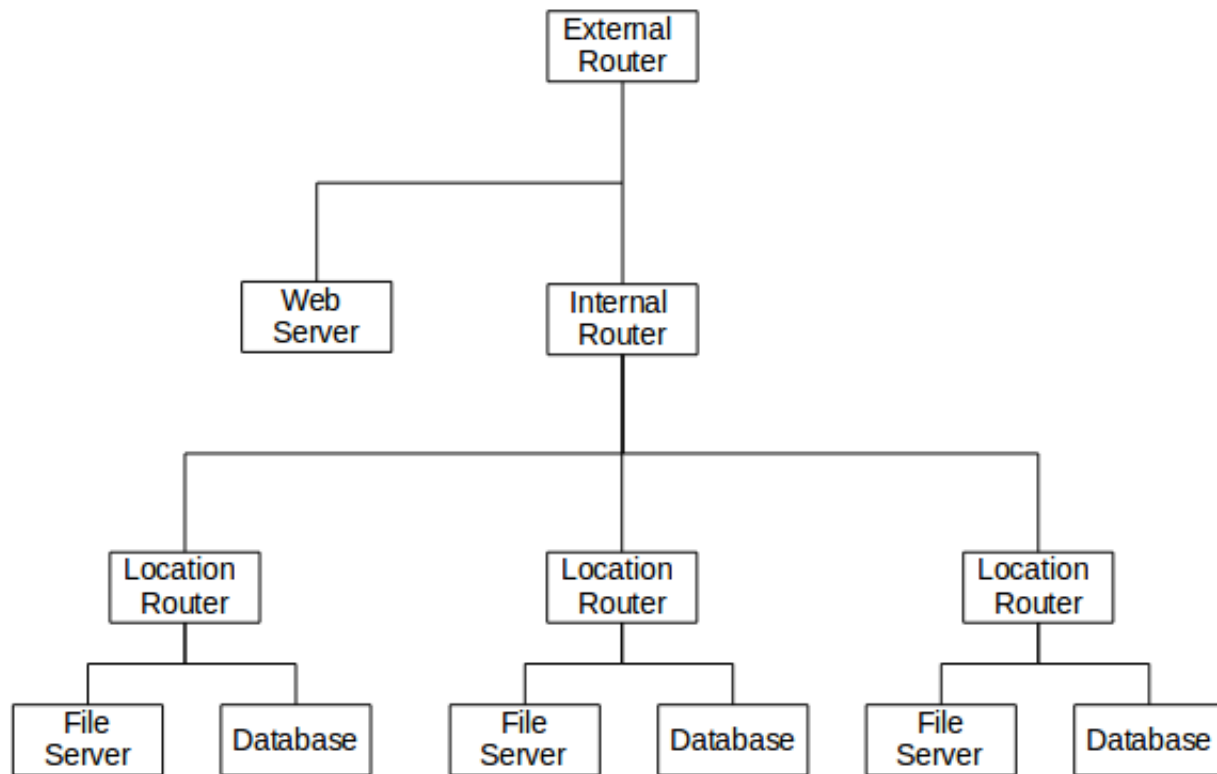 External
Router
Web
Server
Internal
Router
Location
Router
Location
Router
Location
Router
File
Server
Database
File
Server
Database
File
Server
Database